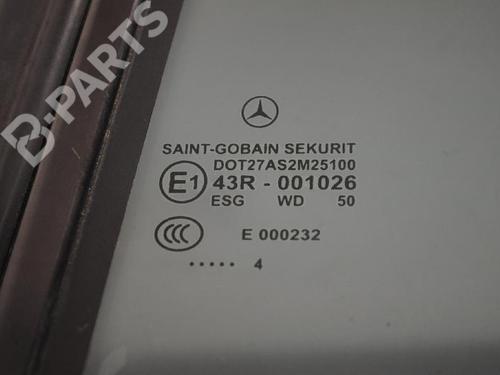 B-PARTS
SAINT-GOBAIN SEKURIT
DOT27AS2M25100
E1 43R - 001026
ESG WD 50
CCC E 000232
..... 4